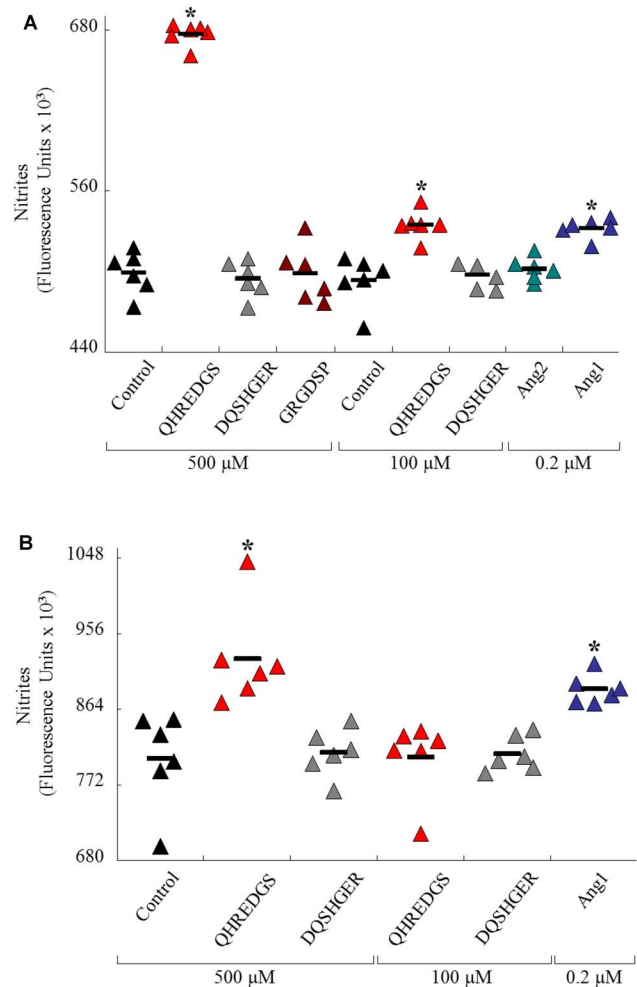 A
680
560
440
Nitrites
(Fluorescence Units x 10³)
*
*
*
Control
QHREDGS
DQSHGER
GRGDSP
Control
QHREDGS
DQSHGER
Ang2
Ang1
500 µM
100 µM
0.2 µM
B
1048
956
864
772
680
Nitrites
(Fluorescence Units x 10³)
*
*
Control
QHREDGS
DQSHGER
QHREDGS
DQSHGER
Ang1
500 µM
100 µM
0.2 µM